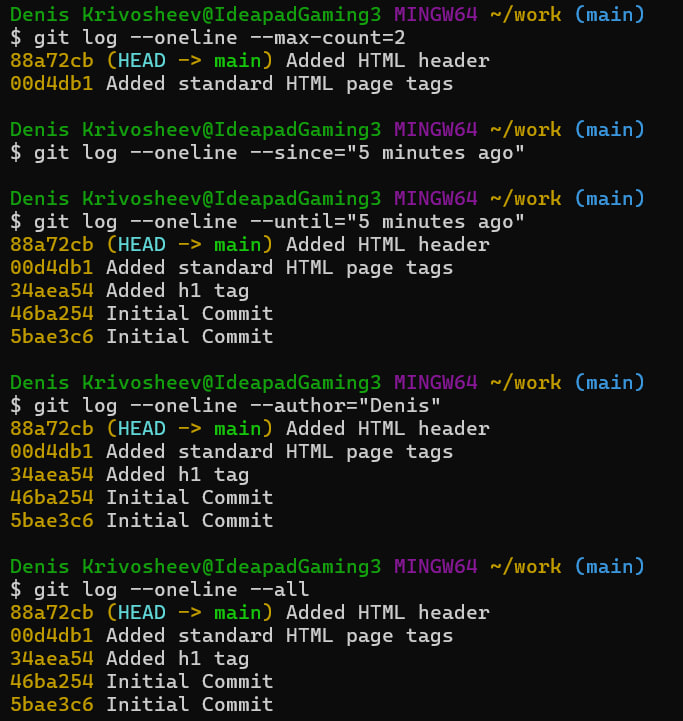 Denis Krivosheev@IdeapadGaming3 MINGW64 ~/work (main)
$ git log --oneline --max-count=2
88a72cb (HEAD -> main) Added HTML header
00d4db1 Added standard HTML page tags

Denis Krivosheev@IdeapadGaming3 MINGW64 ~/work (main)
$ git log --oneline --since="5 minutes ago"

Denis Krivosheev@IdeapadGaming3 MINGW64 ~/work (main)
$ git log --oneline --until="5 minutes ago"
88a72cb (HEAD -> main) Added HTML header
00d4db1 Added standard HTML page tags
34aea54 Added h1 tag
46ba254 Initial Commit
5bae3c6 Initial Commit

Denis Krivosheev@IdeapadGaming3 MINGW64 ~/work (main)
$ git log --oneline --author="Denis"
88a72cb (HEAD -> main) Added HTML header
00d4db1 Added standard HTML page tags
34aea54 Added h1 tag
46ba254 Initial Commit
5bae3c6 Initial Commit

Denis Krivosheev@IdeapadGaming3 MINGW64 ~/work (main)
$ git log --oneline --all
88a72cb (HEAD -> main) Added HTML header
00d4db1 Added standard HTML page tags
34aea54 Added h1 tag
46ba254 Initial Commit
5bae3c6 Initial Commit